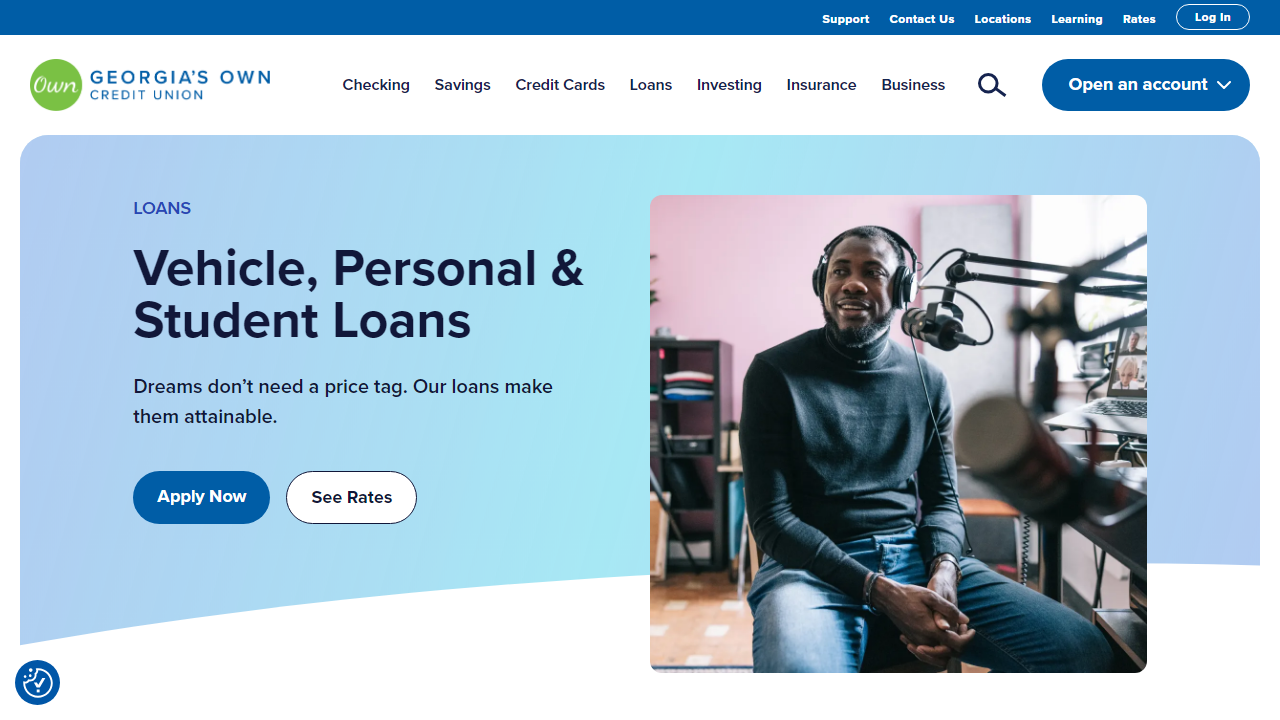 Support Contact Us Locations Learning Rates Log In
Own GEORGIA'S OWN
CREDIT UNION
Checking Savings Credit Cards Loans Investing Insurance Business Open an account
LOANS
Vehicle, Personal &
Student Loans
Dreams don’t need a price tag. Our loans make
them attainable.
Apply Now See Rates